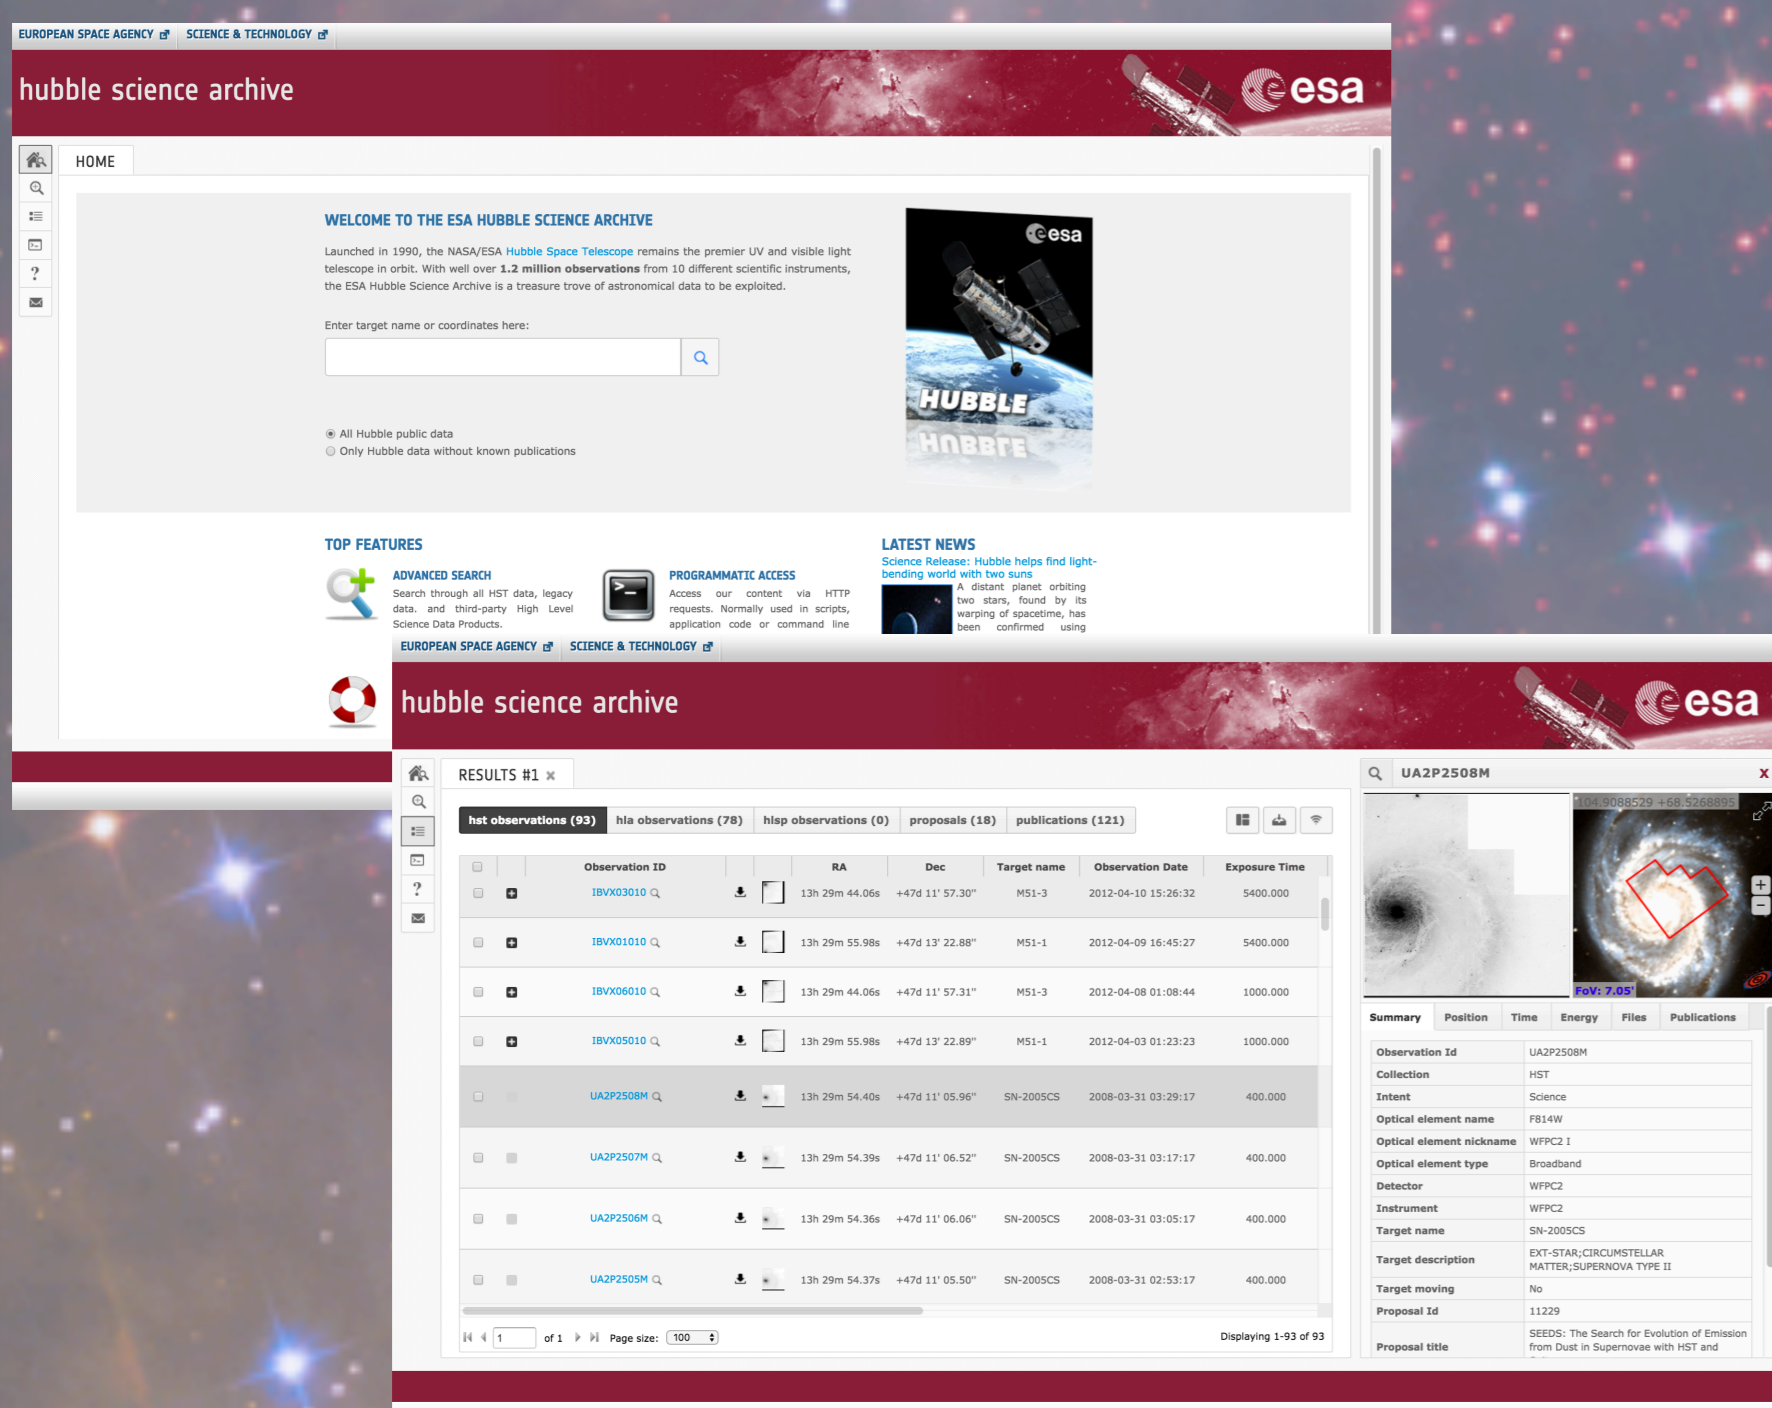 EUROPEAN SPACE AGENCY SCIENCE & TECHNOLOGY
hubble science archive
esa
HOME
WELCOME TO THE ESA HUBBLE SCIENCE ARCHIVE
Launched in 1990, the NASA/ESA Hubble Space Telescope remains the premier UV and visible light
telescope in orbit. With well over 1.2 million observations from 10 different scientific instruments,
the ESA Hubble Science Archive is a treasure trove of astronomical data to be exploited.
Enter target name or coordinates here:
All Hubble public data
Only Hubble data without known publications
esa
HUBBLE
TOP FEATURES
ADVANCED SEARCH
Search through all HST data, legacy
data. and third-party High Level
Science Data Products.
PROGRAMMATIC ACCESS
Access our content via HTTP
requests. Normally used in scripts,
application code or command line
LATEST NEWS
Science Release: Hubble helps find light-
bending world with two suns
A distant planet orbiting
two stars, found by its
warping of spacetime, has
been confirmed using
EUROPEAN SPACE AGENCY SCIENCE & TECHNOLOGY
hubble science archive
esa
RESULTS #1 x
hst observations (93) hla observations (78) hlsp observations (0) proposals (18) publications (121)
Observation ID RA Dec Target name Observation Date Exposure Time
IBVX03010 13h 29m 44.06s +47d 11' 57.30" M51-3 2012-04-10 15:26:32 5400.000
IBVX01010 13h 29m 55.98s +47d 13' 22.88" M51-1 2012-04-09 16:45:27 5400.000
IBVX06010 13h 29m 44.06s +47d 11' 57.31" M51-3 2012-04-08 01:08:44 1000.000
IBVX05010 13h 29m 55.98s +47d 13' 22.89" M51-1 2012-04-03 01:23:23 1000.000
UA2P2508M 13h 29m 54.40s +47d 11' 05.96" SN-2005CS 2008-03-31 03:29:17 400.000
UA2P2507M 13h 29m 54.39s +47d 11' 06.52" SN-2005CS 2008-03-31 03:17:17 400.000
UA2P2506M 13h 29m 54.36s +47d 11' 06.06" SN-2005CS 2008-03-31 03:05:17 400.000
UA2P2505M 13h 29m 54.37s +47d 11' 05.50" SN-2005CS 2008-03-31 02:53:17 400.000
1 of 1 Page size: 100 Displaying 1-93 of 93
UA2P2508M X
104.9088529 +68.5268895
FoV: 7.05'
Summary Position Time Energy Files Publications
Observation Id UA2P2508M
Collection HST
Intent Science
Optical element name F814W
Optical element nickname WFPC2 I
Optical element type Broadband
Detector WFPC2
Instrument WFPC2
Target name SN-2005CS
Target description EXT-STAR;CIRCUMSTELLAR
MATTER;SUPERNOVA TYPE II
Target moving No
Proposal Id 11229
Proposal title SEEDS: The Search for Evolution of Emission
from Dust in Supernovae with HST and